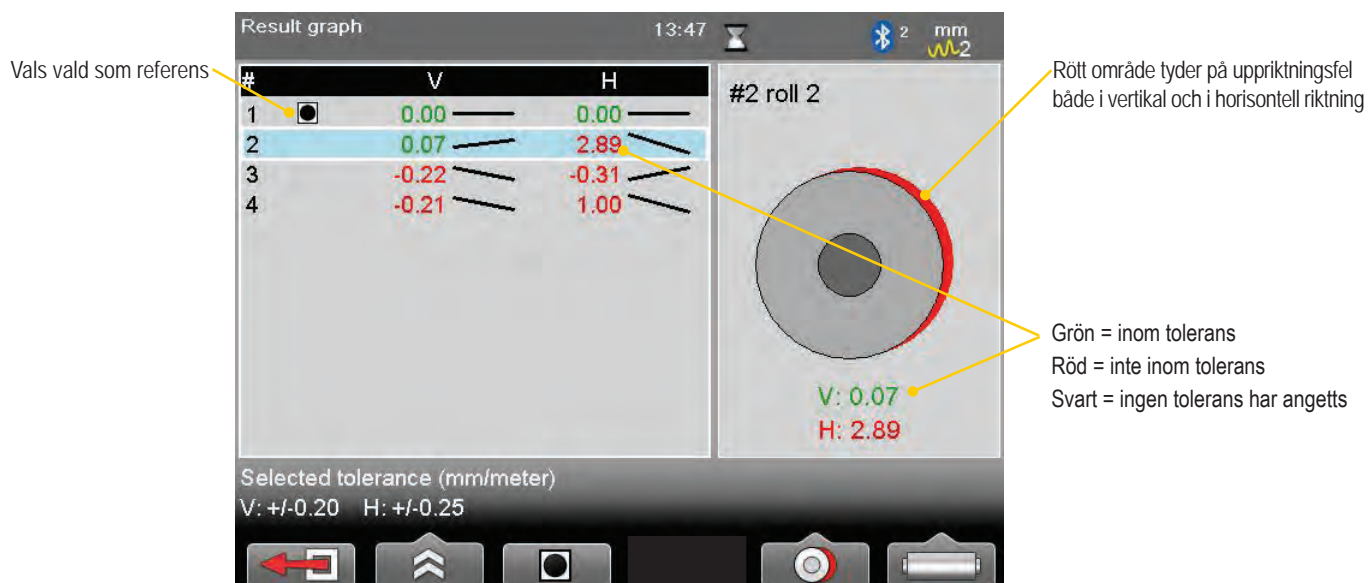 Result graph 13:47 2 mm
2
Vals vald som referens
# V H
1 0.00 0.00
2 0.07 2.89
3 -0.22 -0.31
4 -0.21 1.00
#2 roll 2
V: 0.07
H: 2.89
Rött område tyder på uppriktningsfel
både i vertikal och i horisontell riktning
Grön = inom tolerans
Röd = inte inom tolerans
Svart = ingen tolerans har angetts
Selected tolerance (mm/meter)
V: +/-0.20 H: +/-0.25